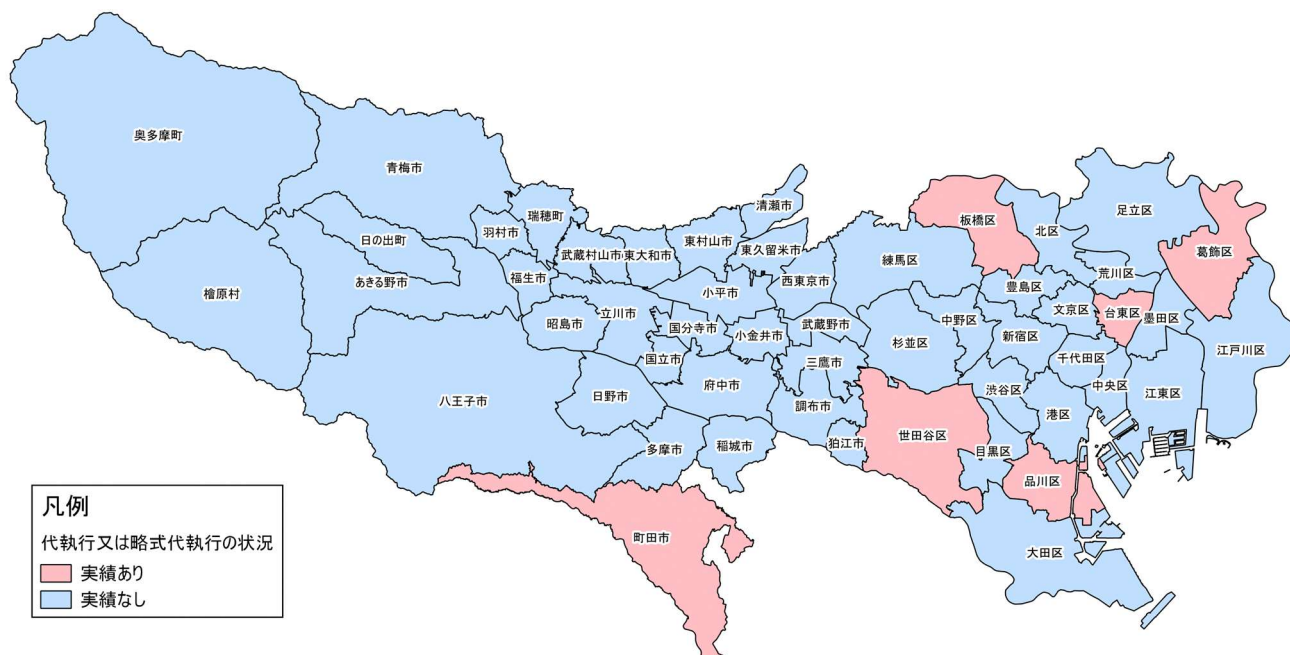 奥多摩町
青梅市
瑞穂町
羽村市
日の出町
あきる野市
福生市
檜原村
武蔵村山市
東大和市
東村山市
清瀬市
東久留米市
西東京市
小平市
昭島市
立川市
国分寺市
小金井市
武蔵野市
国立市
三鷹市
八王子市
日野市
府中市
調布市
狛江市
多摩市
稲城市
町田市
練馬区
板橋区
北区
足立区
葛飾区
荒川区
豊島区
文京区
台東区
墨田区
中野区
杉並区
新宿区
千代田区
江戸川区
渋谷区
中央区
江東区
港区
世田谷区
目黒区
品川区
大田区
凡例
代執行又は略式代執行の状況
実績あり
実績なし